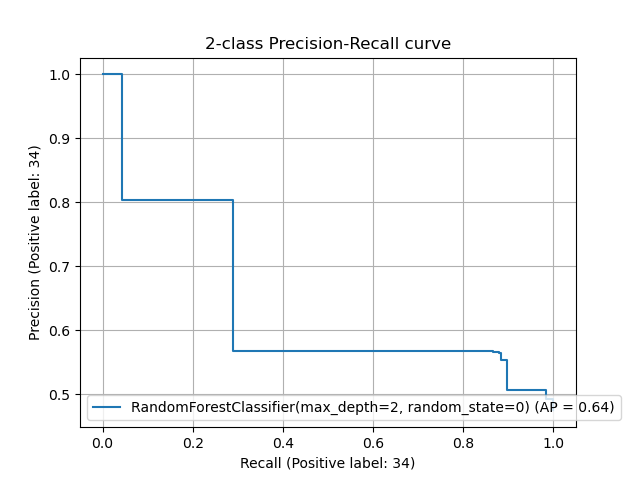 2-class Precision-Recall curve
1.0
0.9
0.8
0.7
0.6
0.5
Precision (Positive label: 34)
RandomForestClassifier(max_depth=2, random_state=0) (AP = 0.64)
0.0 0.2 0.4 0.6 0.8 1.0
Recall (Positive label: 34)